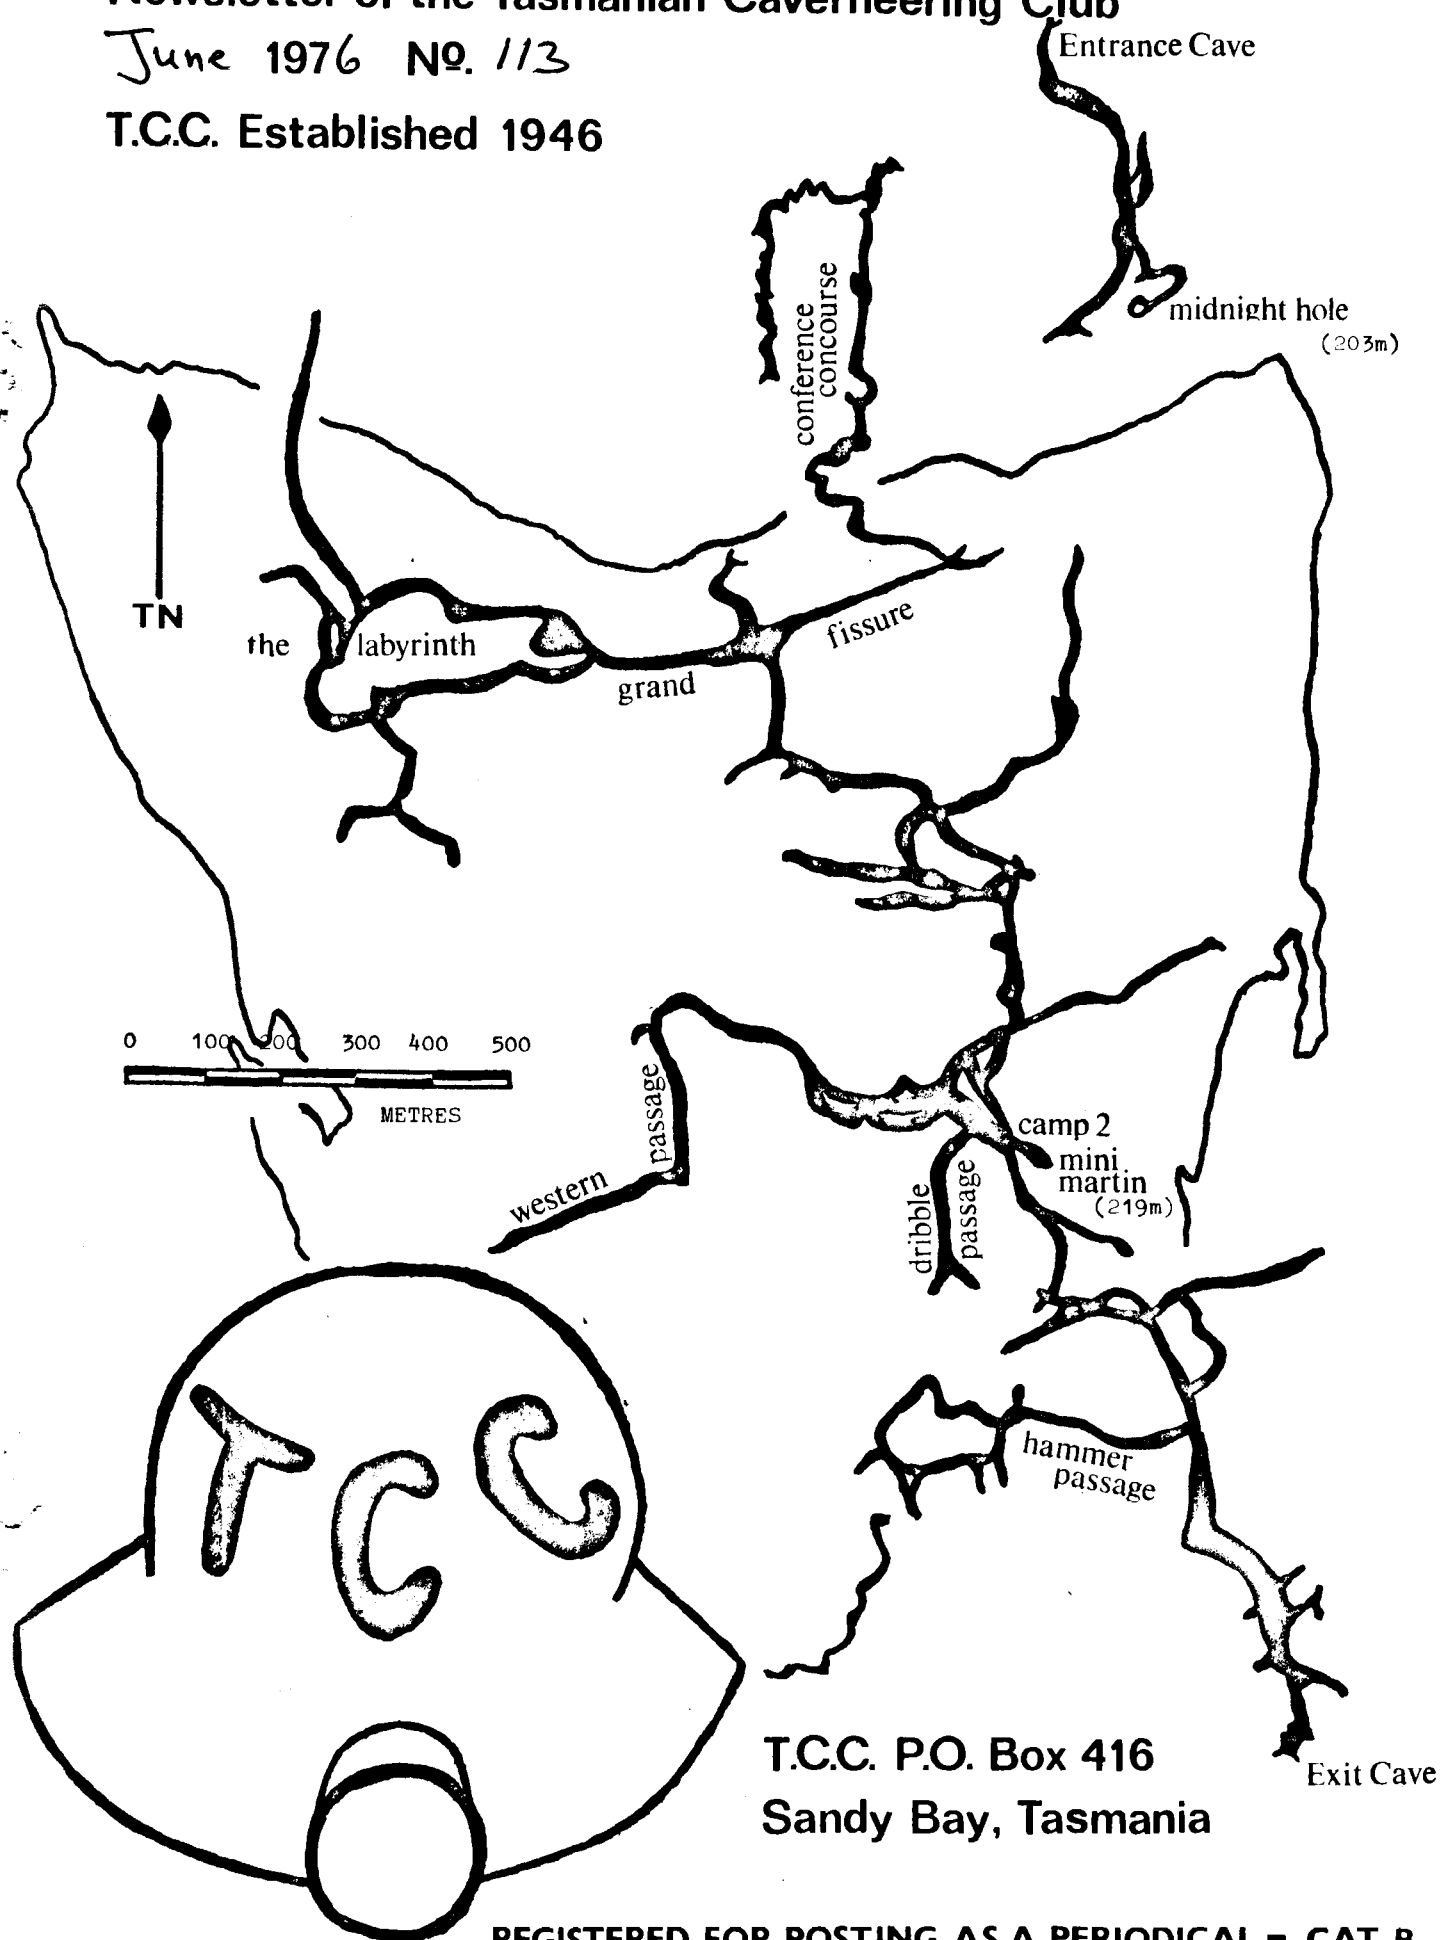 Newsletter of the Tasmanian Caverneering Club
June 1976 Nº. 113
T.C.C. Established 1946
Entrance Cave
midnight hole
(203m)
conference
concourse
TN
the labyrinth
grand
fissure
0 100 200 300 400 500
METRES
western
passage
camp 2
mini
martin
(219m)
dribble
passage
hammer
passage
TCC
T.C.C. P.O. Box 416
Sandy Bay, Tasmania
Exit Cave
REGISTERED FOR POSTING AS A PERIODICAL – CAT B